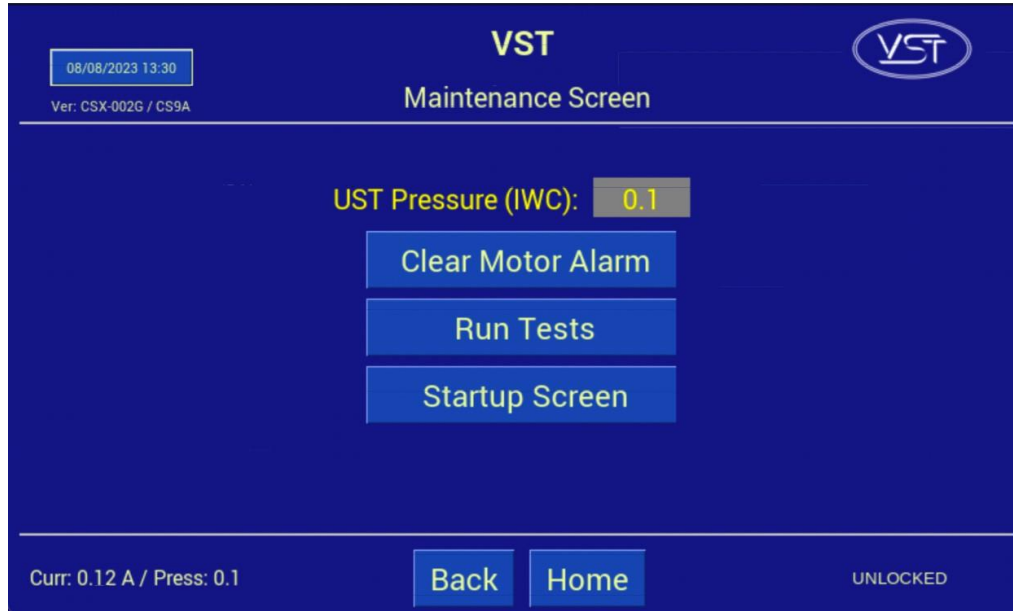 VST
VST
08/08/2023 13:30
Ver: CSX-002G / CS9A
Maintenance Screen
UST Pressure (IWC): 0.1
Clear Motor Alarm
Run Tests
Startup Screen
Curr: 0.12 A / Press: 0.1
Back
Home
UNLOCKED